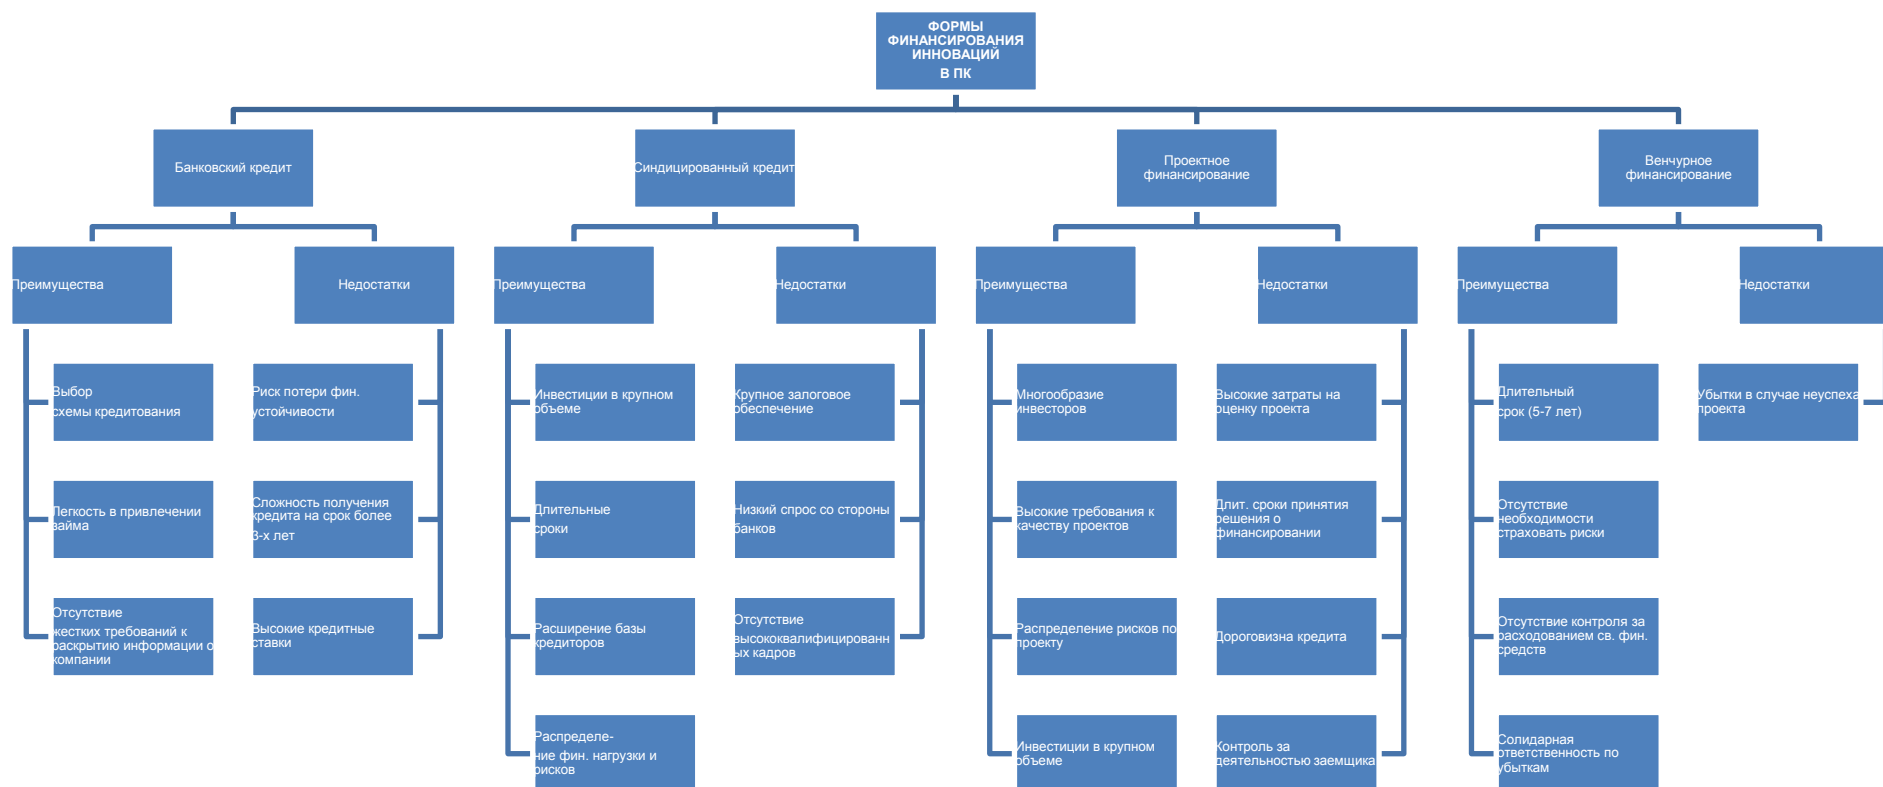 ФОРМЫ
ФИНАНСИРОВАНИЯ
ИННОВАЦИЙ
В ПК
Банковский кредит
Синдицированный кредит
Проектное
финансирование
Венчурное
финансирование
Преимущества
Недостатки
Преимущества
Недостатки
Преимущества
Недостатки
Преимущества
Недостатки
Выбор
схемы кредитования
Риск потери фин.
устойчивости
Инвестиции в крупном
объеме
Крупное залоговое
обеспечение
Многообразие
инвесторов
Высокие затраты на
оценку проекта
Длительный
срок (5-7 лет)
Убытки в случае неуспеха
проекта
Легкость в привлечении
займа
Сложность получения
кредита на срок более
3-х лет
Длительные
сроки
Низкий спрос со стороны
банков
Высокие требования к
качеству проектов
Длит. сроки принятия
решения о
финансировании
Отсутствие
необходимости
страховать риски
Отсутствие
жестких требований к
раскрытию информации о
компании
Высокие кредитные
ставки
Расширение базы
кредиторов
Отсутствие
высококвалифицированн
ых кадров
Распределение рисков по
проекту
Дороговизна кредита
Отсутствие контроля за
расходованием св. фин.
средств
Распределе-
ние фин. нагрузки и
рисков
Инвестиции в крупном
объеме
Контроль за
деятельностью заемщика
Солидарная
ответственность по
убыткам